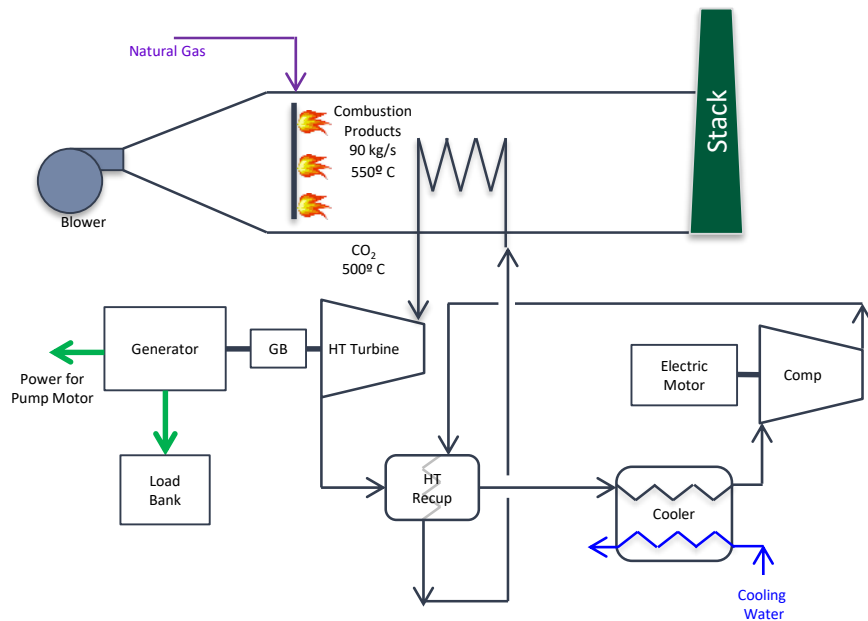 Natural Gas
Combustion
Products
90 kg/s
550º C
Stack
Blower
CO₂
500º C
Generator
GB
HT Turbine
Electric
Motor
Comp
Power for
Pump Motor
Load
Bank
HT
Recup
Cooler
Cooling
Water